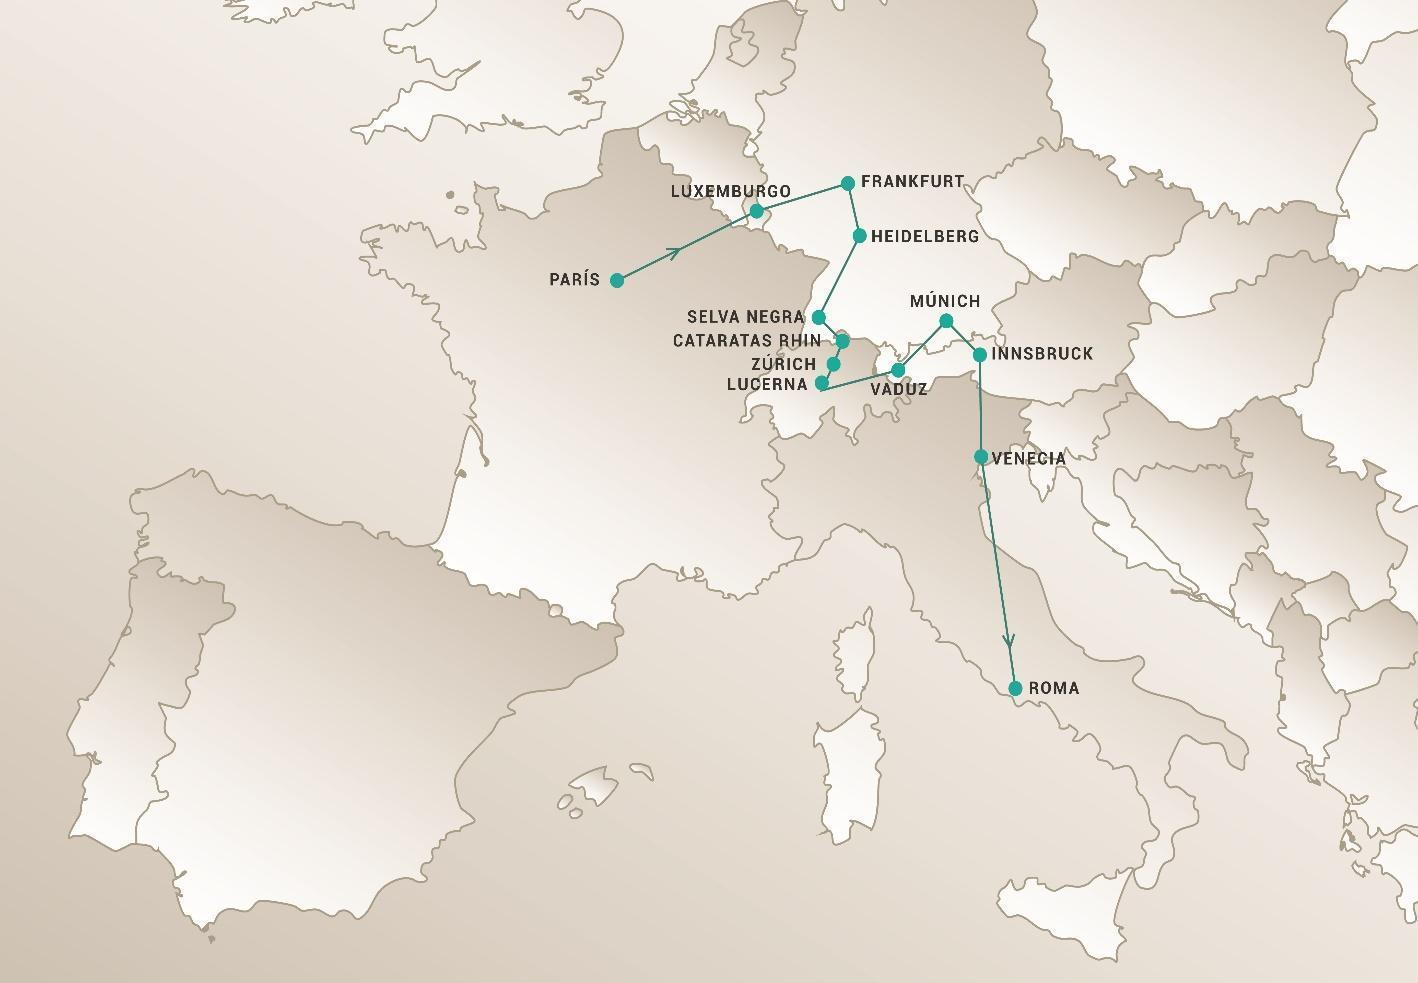 FRANKFURT
LUXEMBURGO
HEIDELBERG
PARÍS
MÚNICH
SELVA NEGRA
CATARATAS RHIN
INNSBRUCK
ZÚRICH
LUCERNA
VADUZ
VENECIA
ROMA